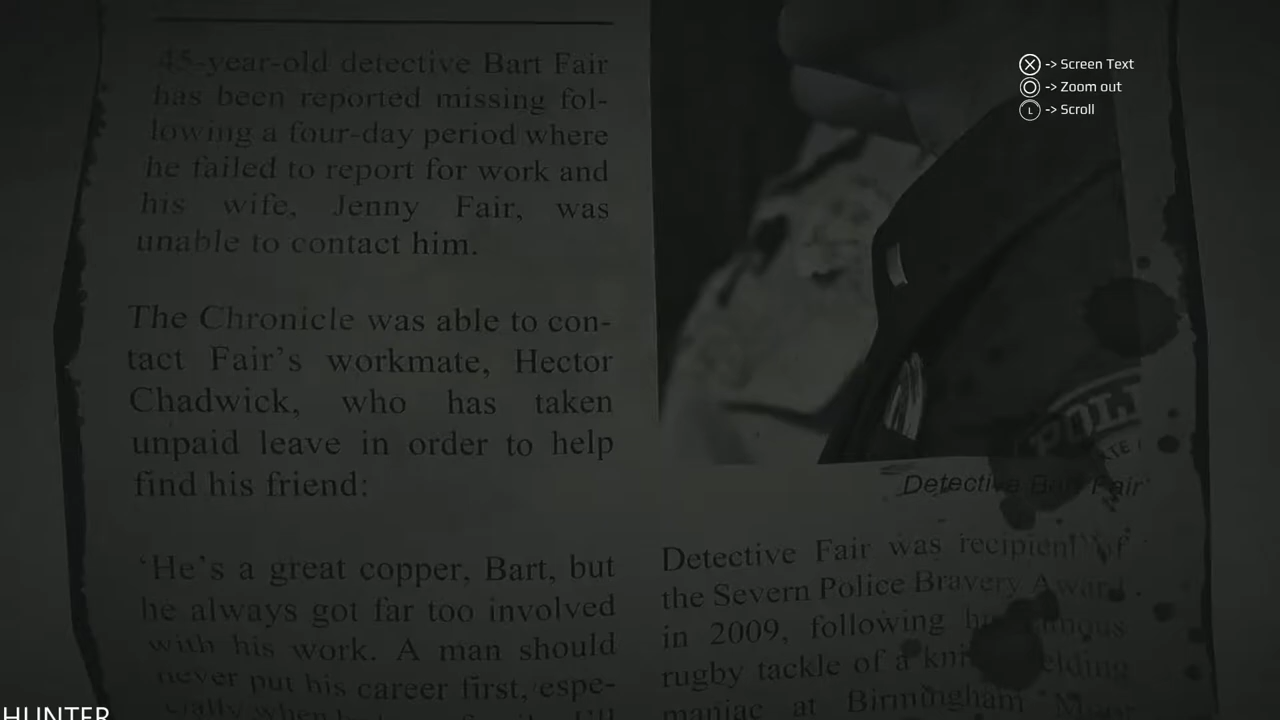 45-year-old detective Bart Fair
has been reported missing fol-
lowing a four-day period where
he failed to report for work and
his wife, Jenny Fair, was
unable to contact him.
The Chronicle was able to con-
tact Fair's workmate, Hector
Chadwick, who has taken
unpaid leave in order to help
find his friend:
'He's a great copper, Bart, but
he always got far too involved
with his work. A man should
never put his career first, espe-
cially when
Detective Bart Fair
Detective Fair was recipient of
the Severn Police Bravery Award
in 2009, following
rugby tackle of a
maniac at Birmingham
-> Screen Text
-> Zoom out
L -> Scroll
HUNTER